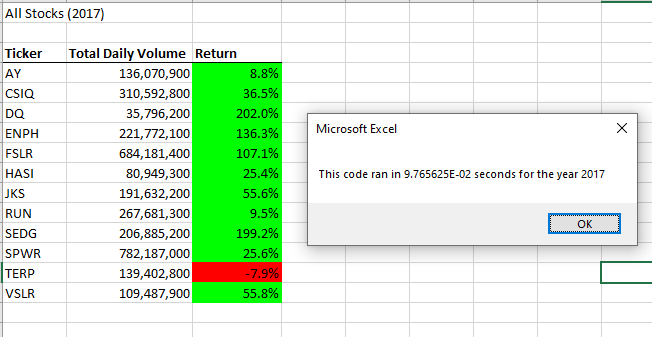 All Stocks (2017)
Ticker Total Daily Volume Return
AY 136,070,900 8.8%
CSIQ 310,592,800 36.5%
DQ 35,796,200 202.0%
ENPH 221,772,100 136.3%
FSLR 684,181,400 107.1%
HASI 80,949,300 25.4%
JKS 191,632,200 55.6%
RUN 267,681,300 9.5%
SEDG 206,885,200 199.2%
SPWR 782,187,000 25.6%
TERP 139,402,800 -7.9%
VSLR 109,487,900 55.8%
Microsoft Excel
This code ran in 9.765625E-02 seconds for the year 2017
OK